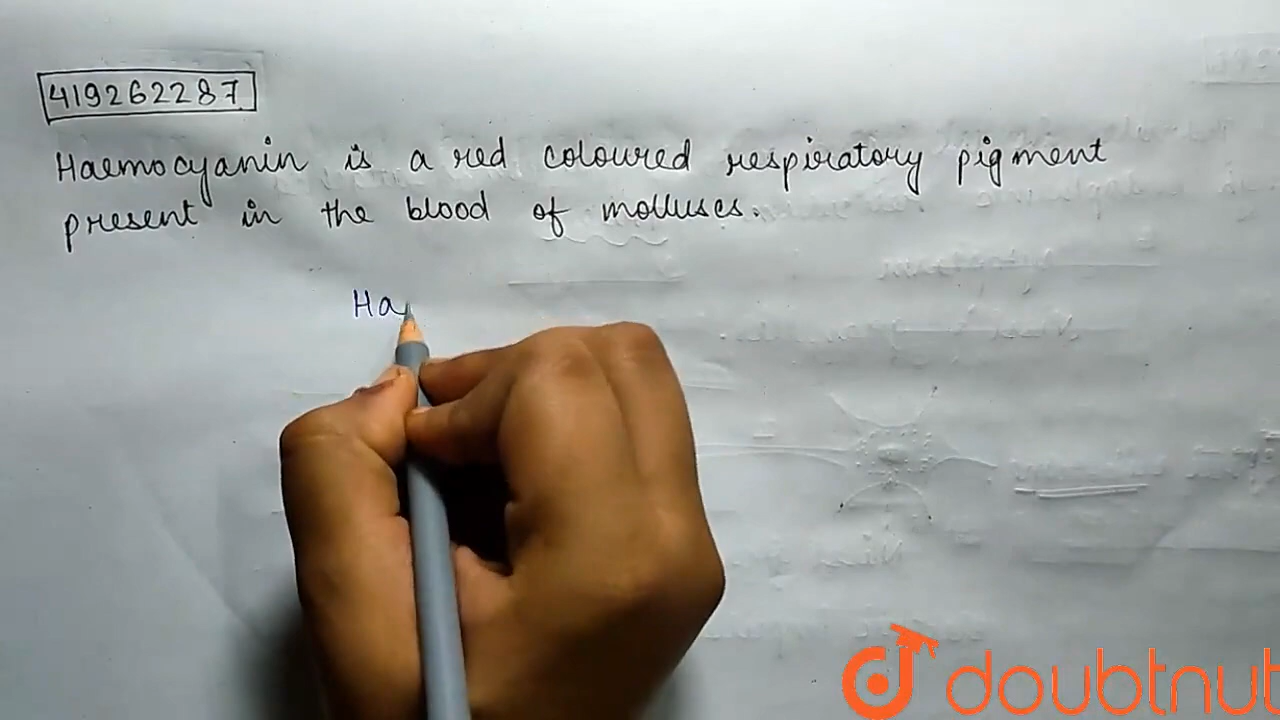 419262287
Haemocyanin is a red coloured respiratory pigment
present in the blood of molluscs.
Ha
doubtnut